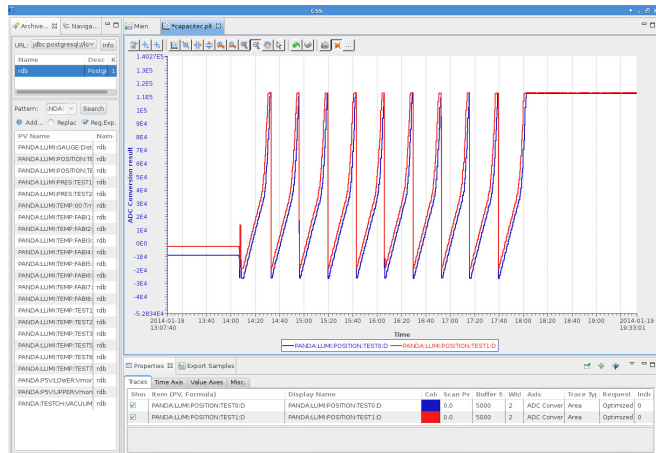 CSS
Archive... Naviga...
Main *capacitec.plt
URL: jdbc:postgresql://lo Info
Name Desc K
rdb Postgr 1
Pattern: .NDA: Search
Add... Replac Reg.Exp.
PV Name Nam
PANDA:LUMI:GAUGE:Dist rdb
PANDA:LUMI:POSITION:TE rdb
PANDA:LUMI:POSITION:TE rdb
PANDA:LUMI:PRES:TEST1 rdb
PANDA:LUMI:PRES:TEST2 rdb
PANDA:LUMI:TEMP:00:Tm rdb
PANDA:LUMI:TEMP:FABI1: rdb
PANDA:LUMI:TEMP:FABI2: rdb
PANDA:LUMI:TEMP:FABI3: rdb
PANDA:LUMI:TEMP:FABI4: rdb
PANDA:LUMI:TEMP:FABI5: rdb
PANDA:LUMI:TEMP:FABI6: rdb
PANDA:LUMI:TEMP:FABI7: rdb
PANDA:LUMI:TEMP:FABI8: rdb
PANDA:LUMI:TEMP:TEST1 rdb
PANDA:LUMI:TEMP:TEST2 rdb
PANDA:LUMI:TEMP:TEST3 rdb
PANDA:LUMI:TEMP:TEST5 rdb
PANDA:LUMI:TEMP:TEST6 rdb
PANDA:LUMI:TEMP:TEST7 rdb
PANDA:PSV:LOWER:Vmon rdb
PANDA:PSV:UPPER:Vmon rdb
PANDA:TESTCH:VACUUM rdb
ADC Conversion result
1.4027E5
1.3E5
1.2E5
1.1E5
1E5
9E4
8E4
7E4
6E4
5E4
4E4
3E4
2E4
1E4
0E0
-1E4
-2E4
-3E4
-4E4
-5.2834E4
2014-01-19
13:07:40
13:40 14:00 14:20 14:40 15:00 15:20 15:40 16:00 16:20 16:40 17:00 17:20 17:40 18:00 18:20 18:40 19:00
2014-01-19
19:33:01
Time
PANDA:LUMI:POSITION:TEST0:D PANDA:LUMI:POSITION:TEST1:D
Properties Export Samples
Traces Time Axis Value Axes Misc.
Show Item (PV, Formula) Display Name Colo Scan Pe Buffer S Wid Axis Trace Typ Request Inde
PANDA:LUMI:POSITION:TEST0:D PANDA:LUMI:POSITION:TEST0:D 0.0 5000 2 ADC Conver Area Optimized 0
PANDA:LUMI:POSITION:TEST1:D PANDA:LUMI:POSITION:TEST1:D 0.0 5000 2 ADC Conver Area Optimized 0